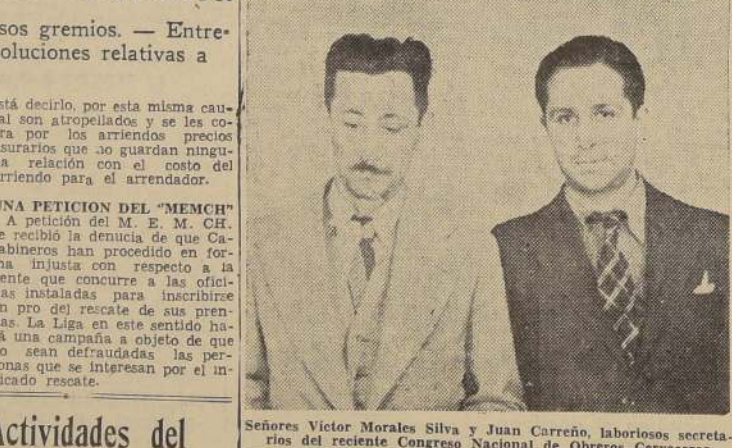 sos gremios. — Entre-
oluciones relativas a
stá decirlo, por esta misma cau-
al son atropellados y se les co-
ra por los arriendos precios
surarios que no guardan ningu-
a relación con el costo del
rriendo para el arrendador.
UNA PETICION DEL "MEMCH"
A petición del M. E. M. CH.
e recibió la denucia de que Ca-
abineros han procedido en for-
na injusta con respecto a la
ente que concurre a las ofici-
as instaladas para inscribirse
n pro del rescate de sus pren-
as. La Liga en este sentido ha-
á una campaña a objeto de que
o sean defraudadas las per-
onas que se interesan por el in-
icado rescate.
Actividades del
Señores Víctor Morales Silva y Juan Carreño, laboriosos secreta-
rios del reciente Congreso Nacional de Obreros